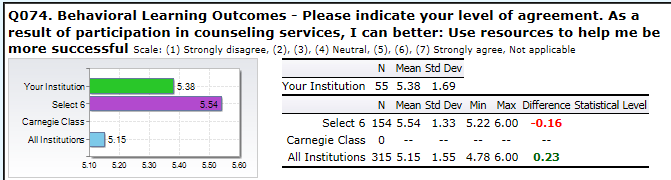 Q074. Behavioral Learning Outcomes - Please indicate your level of agreement. As a
result of participation in counseling services, I can better: Use resources to help me be
more successful Scale: (1) Strongly disagree, (2), (3), (4) Neutral, (5), (6), (7) Strongly agree, Not applicable
Your Institution 5.38
Select 6 5.54
Carnegie Class
All Institutions 5.15
5.10 5.20 5.30 5.40 5.50 5.60
N Mean Std Dev
Your Institution 55 5.38 1.69
N Mean Std Dev Min Max Difference Statistical Level
Select 6 154 5.54 1.33 5.22 6.00 -0.16
Carnegie Class 0 -- -- -- -- --
All Institutions 315 5.15 1.55 4.78 6.00 0.23